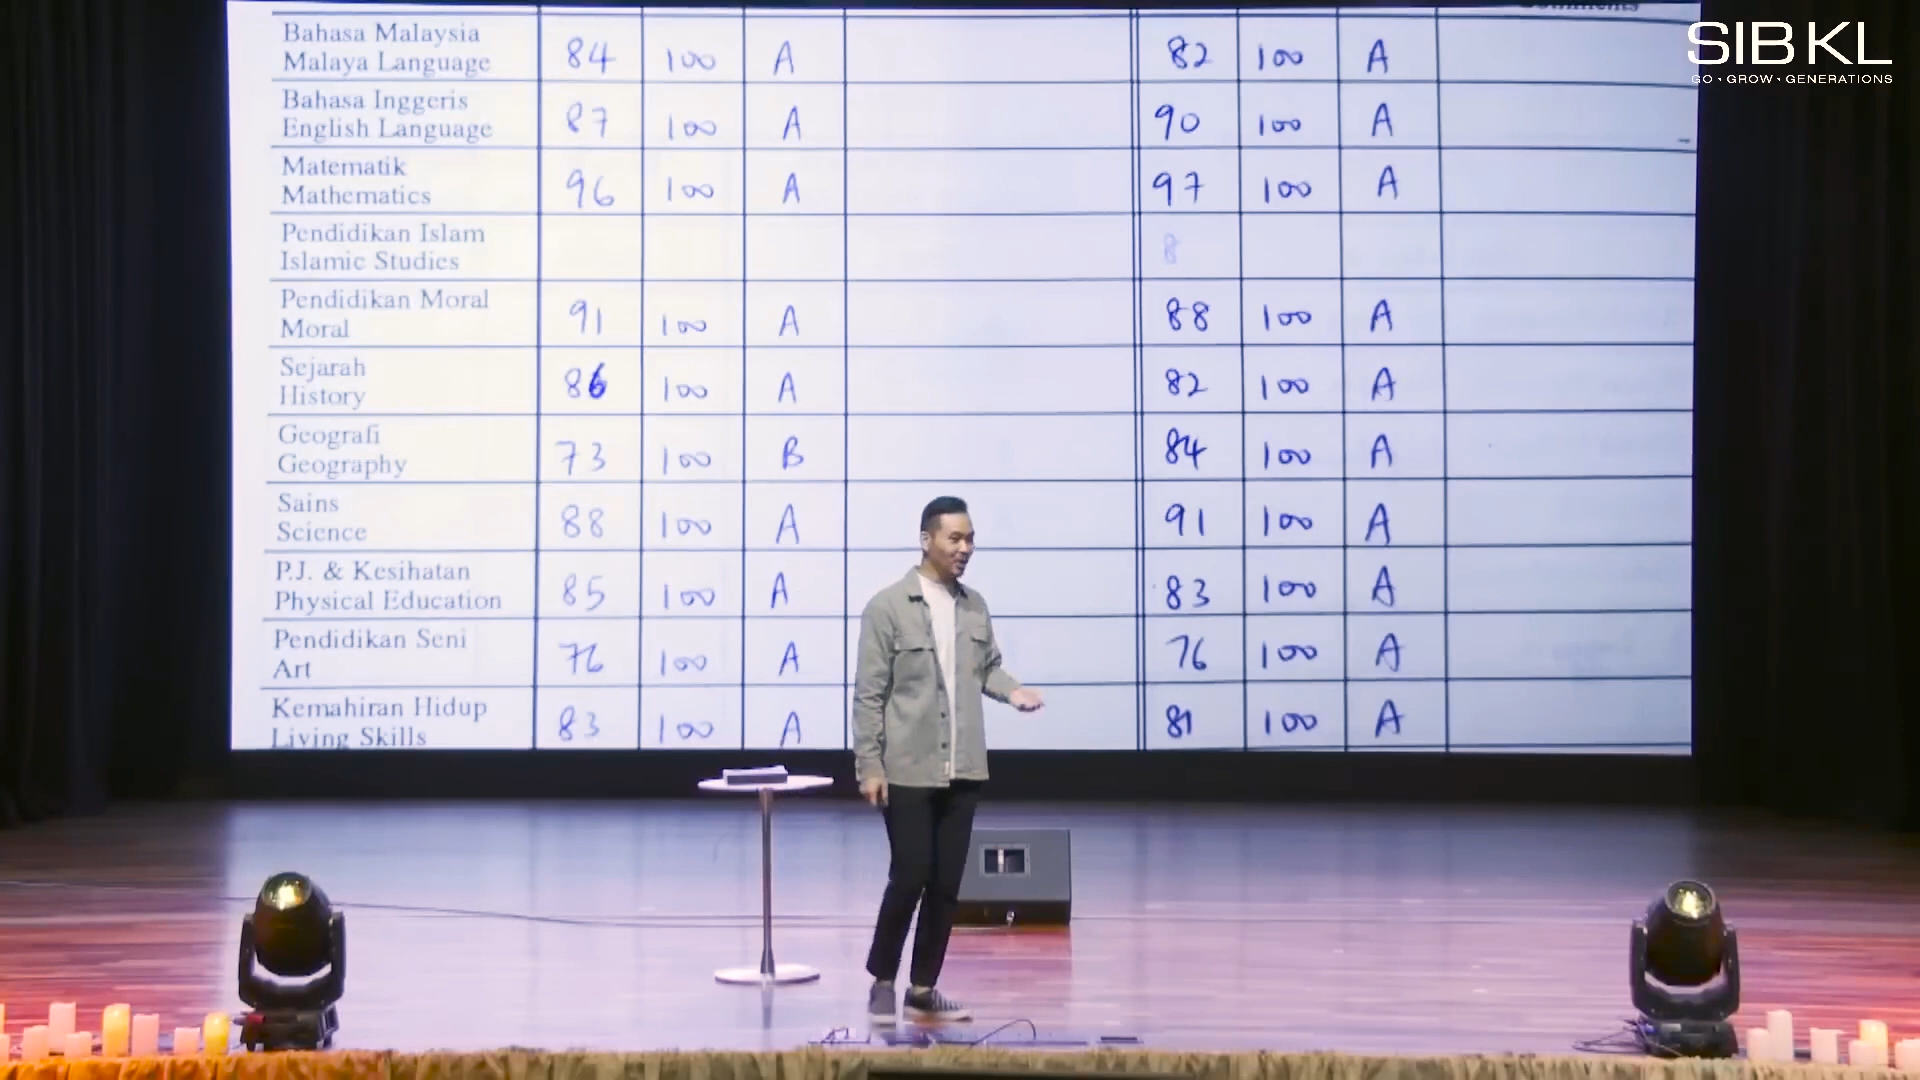 SIB KL
GO · GROW · GENERATIONS
Bahasa Malaysia
Malaya Language 84 100 A 82 100 A
Bahasa Inggeris
English Language 87 100 A 90 100 A
Matematik
Mathematics 96 100 A 97 100 A
Pendidikan Islam
Islamic Studies 8
Pendidikan Moral
Moral 91 100 A 88 100 A
Sejarah
History 86 100 A 82 100 A
Geografi
Geography 73 100 B 84 100 A
Sains
Science 88 100 A 91 100 A
P.J. & Kesihatan
Physical Education 85 100 A 83 100 A
Pendidikan Seni
Art 76 100 A 76 100 A
Kemahiran Hidup
Living Skills 83 100 A 81 100 A